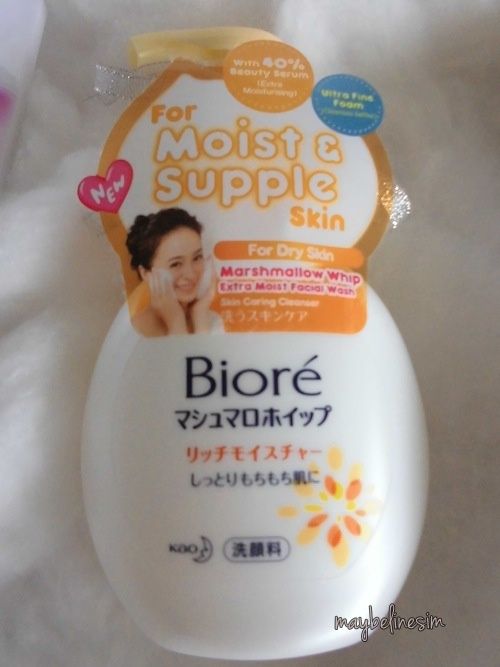 With 40%
Beauty Serum
(Extra
Moisturising)
Ultra Fine
Foam
For
Moist &
Supple
Skin
NEW
For Dry Skin
Marshmallow Whip
Extra Moist Facial Wash
Skin Caring Cleanser
洗うスキンケア
Bioré
マシュマロホイップ
リッチモイスチャー
しっとりもちもち肌に
Kao 洗顔料
maybelinesim